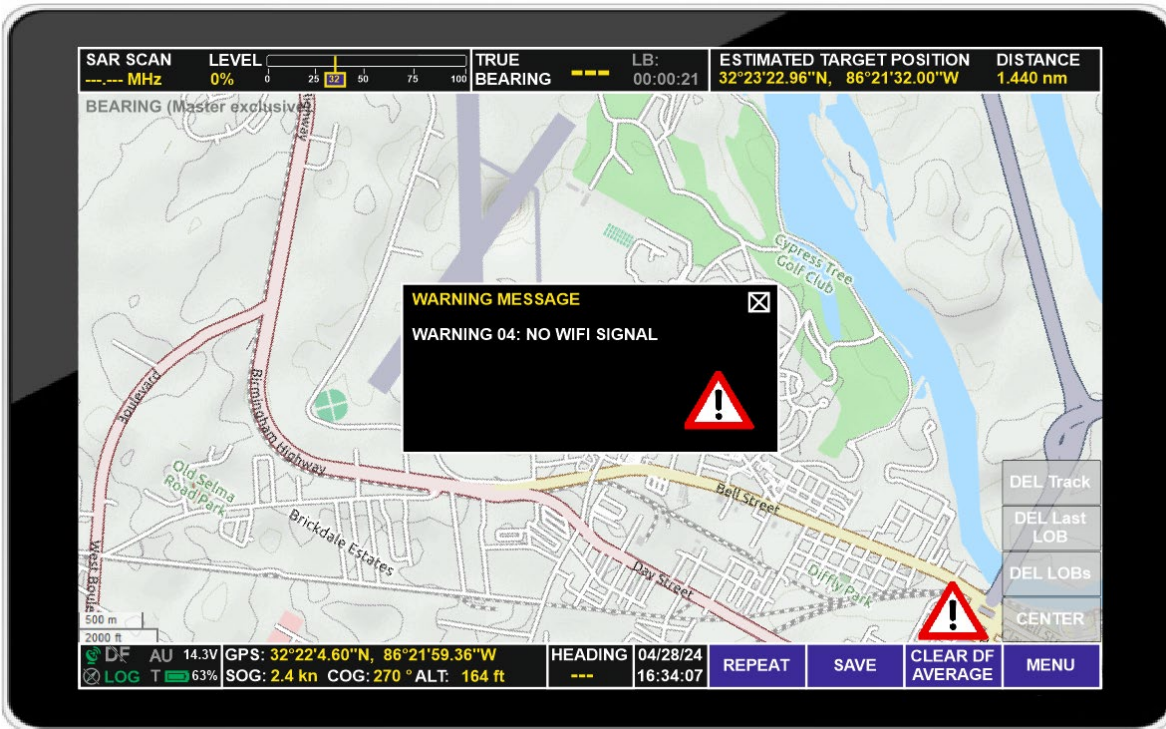 SAR SCAN
---.--- MHz
LEVEL
0%
0 25 32 50 75 100
TRUE
BEARING ---
LB:
00:00:21
ESTIMATED TARGET POSITION
32°23'22.96"N, 86°21'32.00"W
DISTANCE
1.440 nm
BEARING (Master exclusive)
Highway
Cypress Tree
Golf Club
WARNING MESSAGE
WARNING 04: NO WIFI SIGNAL
!
Boulevard
Birmingham Highway
Old Selma
Road Park
Brickdale Estates
Bell Street
Day Street
Diffly Park
West Boule
DEL Track
DEL Last
LOB
DEL LOBs
CENTER
!
500 m
2000 ft
DF AU 14.3V
LOG T 63%
GPS: 32°22'4.60"N, 86°21'59.36"W
SOG: 2.4 kn COG: 270 ° ALT: 164 ft
HEADING
---
04/28/24
16:34:07
REPEAT
SAVE
CLEAR DF
AVERAGE
MENU